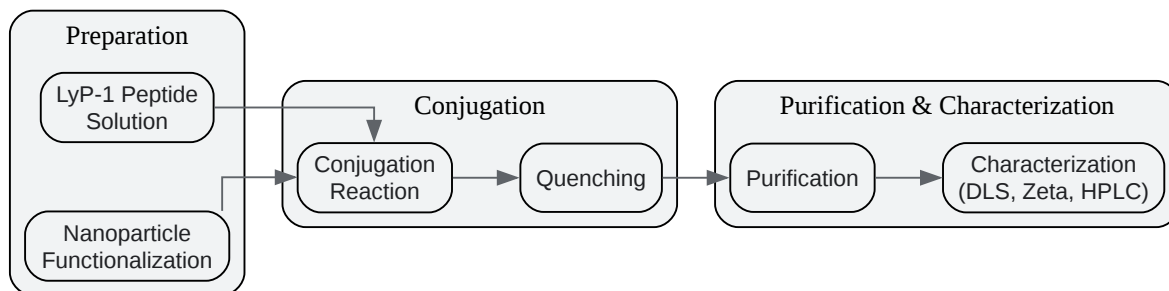 Preparation
LyP-1 Peptide
Solution
Nanoparticle
Functionalization
Conjugation
Conjugation
Reaction
Quenching
Purification & Characterization
Purification
Characterization
(DLS, Zeta, HPLC)